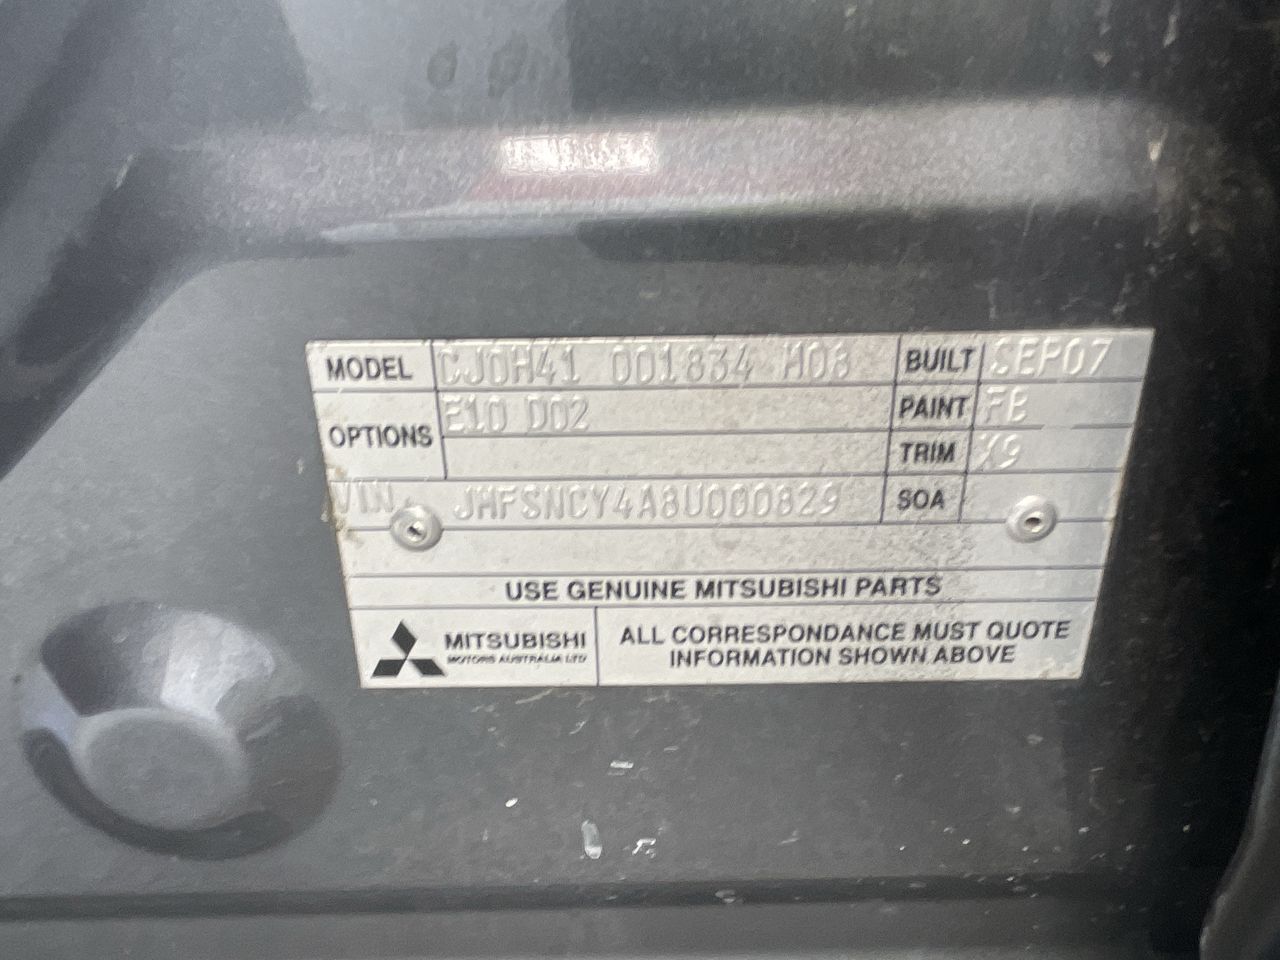 MODEL CJ0H41 001834 M08 BUILT SEP07
OPTIONS E10 D02 PAINT FB
TRIM X9
VIN. JMFSNCY4A8U000829 SOA
USE GENUINE MITSUBISHI PARTS
MITSUBISHI
MOTORS AUSTRALIA LTD
ALL CORRESPONDANCE MUST QUOTE
INFORMATION SHOWN ABOVE